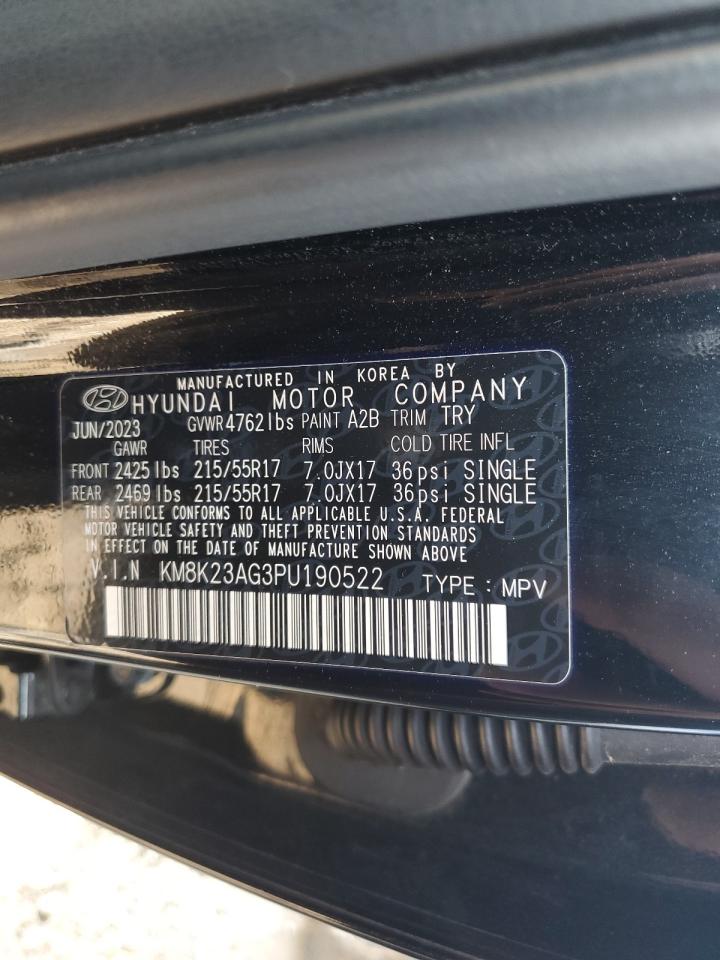 MANUFACTURED IN KOREA BY
HYUNDAI MOTOR COMPANY
JUN/2023 GVWR 4762 lbs PAINT A2B TRIM TRY
GAWR TIRES RIMS COLD TIRE INFL
FRONT 2425 lbs 215/55R17 7.0JX17 36 psi SINGLE
REAR 2469 lbs 215/55R17 7.0JX17 36 psi SINGLE
THIS VEHICLE CONFORMS TO ALL APPLICABLE U.S.A. FEDERAL
MOTOR VEHICLE SAFETY AND THEFT PREVENTION STANDARDS
IN EFFECT ON THE DATE OF MANUFACTURE SHOWN ABOVE
V.I.N KM8K23AG3PU190522 TYPE : MPV